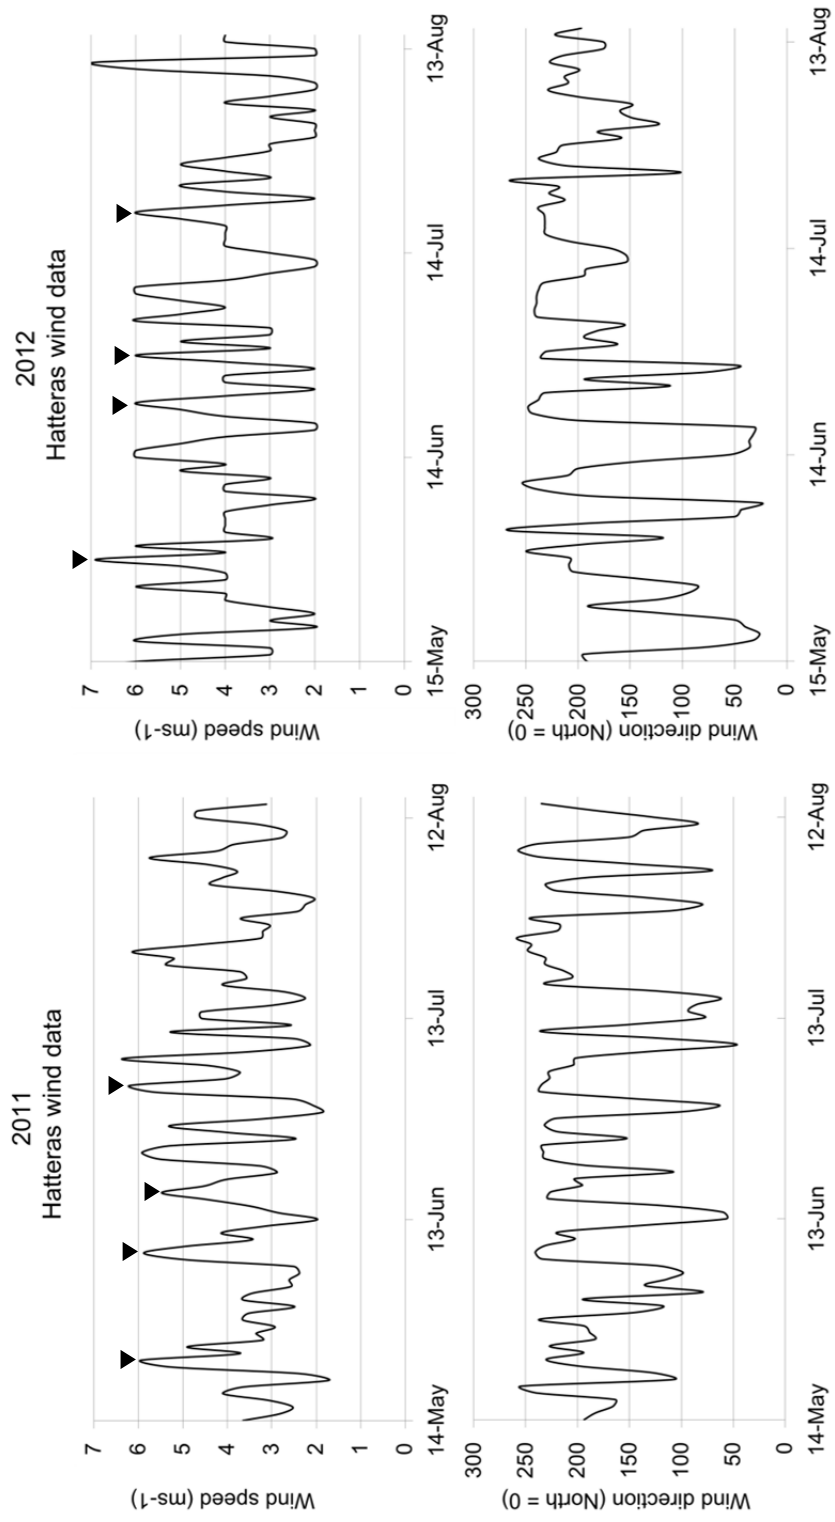 2011
Hatteras wind data
7
6
5
4
3
2
1
0
Wind speed (ms-1)
14-May
13-Jun
13-Jul
12-Aug
300
250
200
150
100
50
0
Wind direction (North = 0)
14-May
13-Jun
13-Jul
12-Aug
2012
Hatteras wind data
7
6
5
4
3
2
1
0
Wind speed (ms-1)
15-May
14-Jun
14-Jul
13-Aug
300
250
200
150
100
50
0
Wind direction (North = 0)
15-May
14-Jun
14-Jul
13-Aug